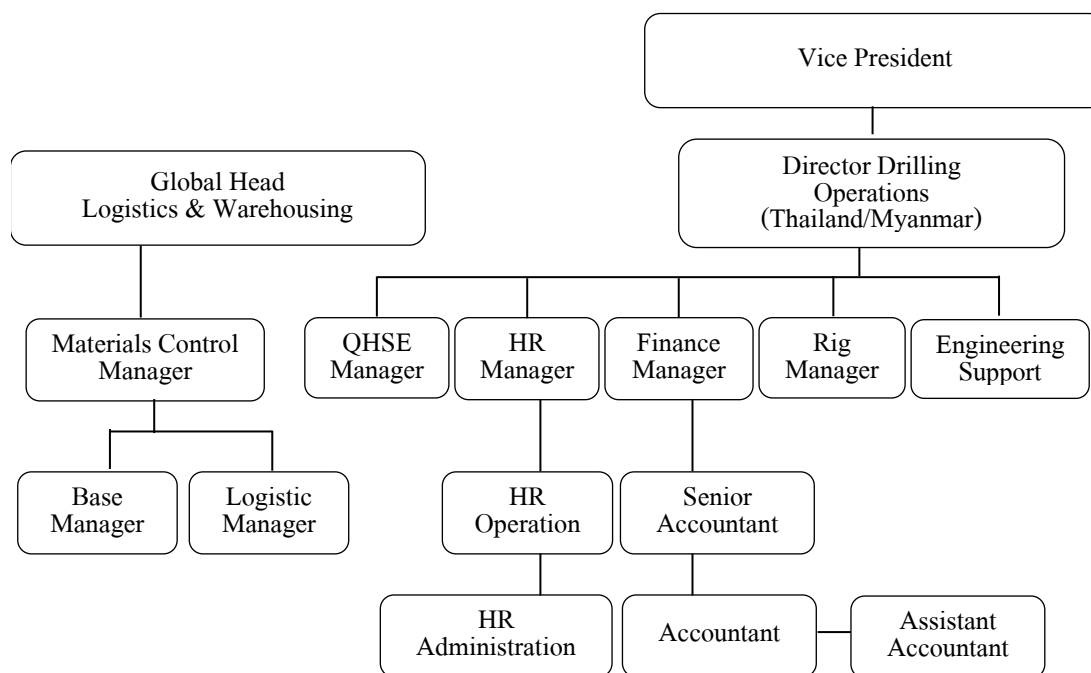 Vice President
Global Head
Logistics & Warehousing
Director Drilling
Operations
(Thailand/Myanmar)
Materials Control
Manager
QHSE
Manager
HR
Manager
Finance
Manager
Rig
Manager
Engineering
Support
Base
Manager
Logistic
Manager
HR
Operation
Senior
Accountant
HR
Administration
Accountant
Assistant
Accountant